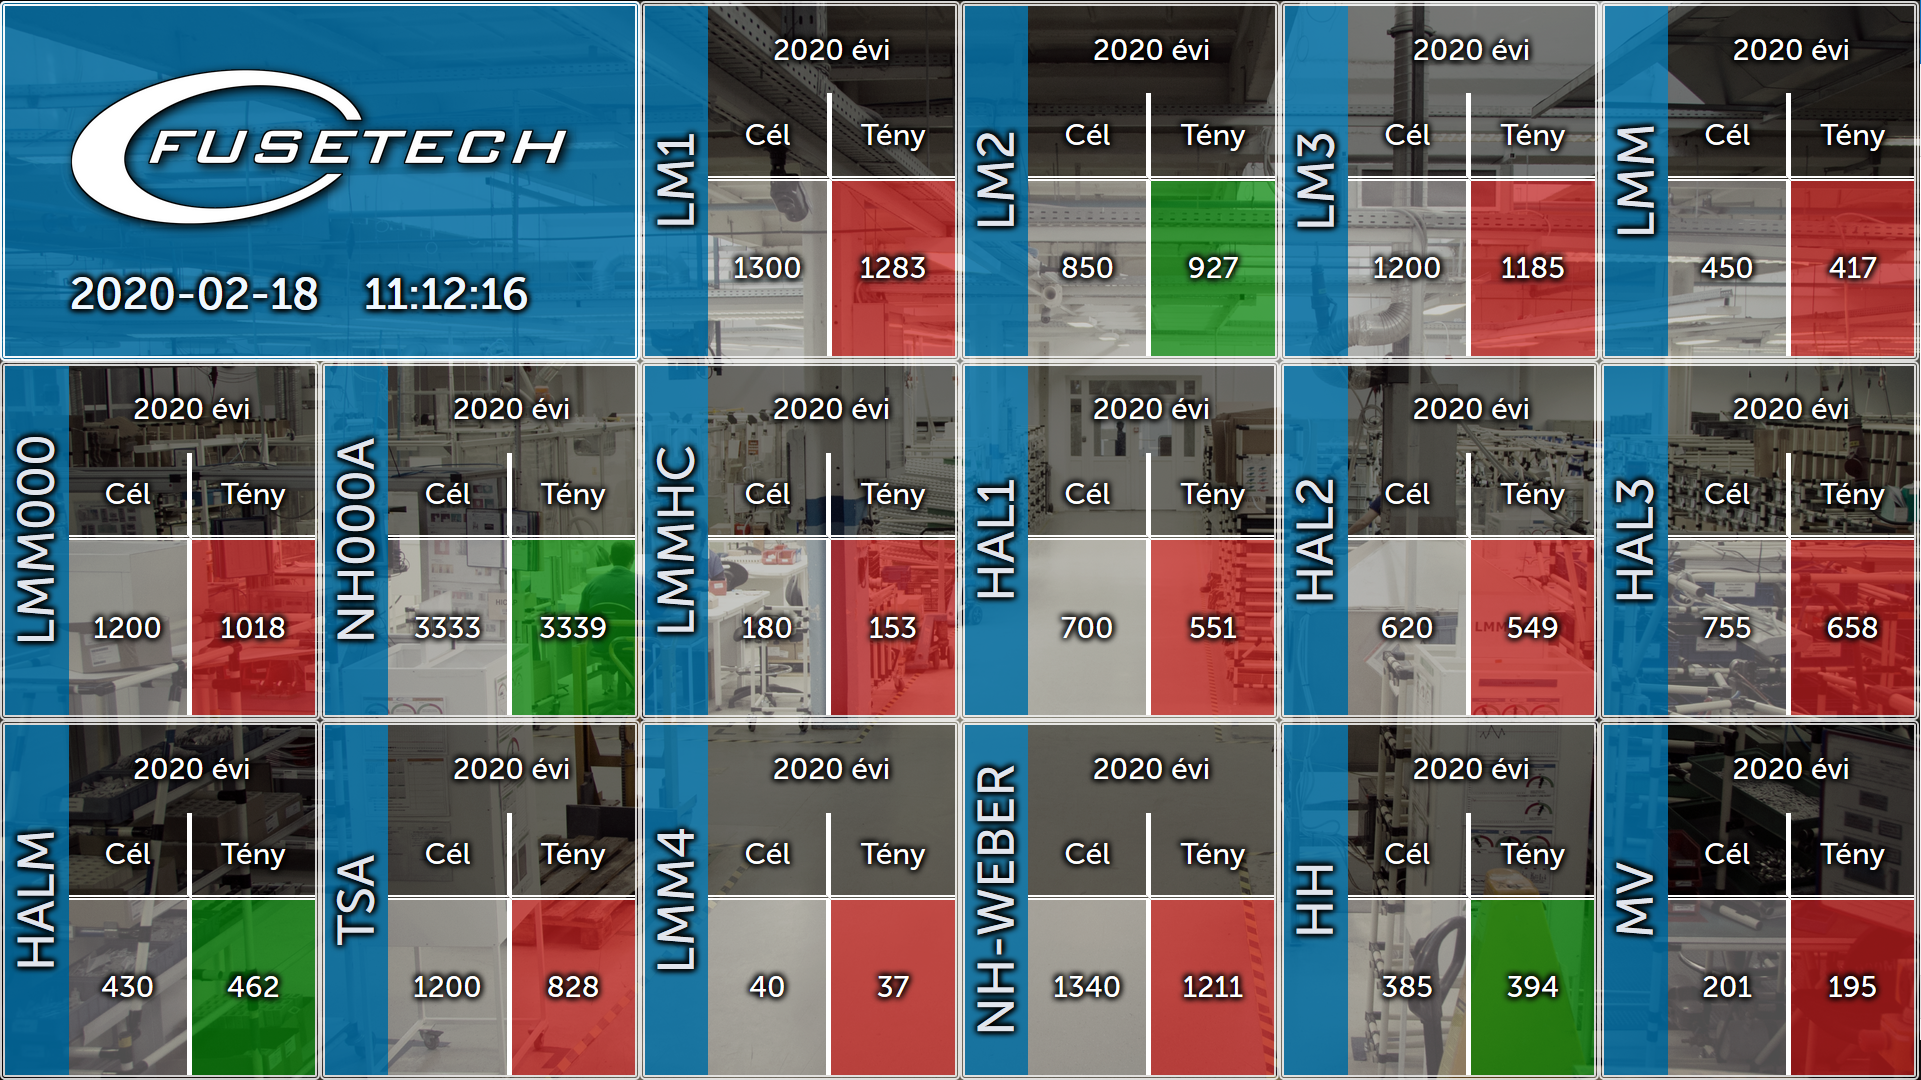 FUSETECH
2020-02-18 11:12:16
LM1
2020 évi
Cél Tény
1300 1283
LM2
2020 évi
Cél Tény
850 927
LM3
2020 évi
Cél Tény
1200 1185
LMM
2020 évi
Cél Tény
450 417
LMM000
2020 évi
Cél Tény
1200 1018
NH000A
2020 évi
Cél Tény
3333 3339
LMMHC
2020 évi
Cél Tény
180 153
HAL1
2020 évi
Cél Tény
700 551
HAL2
2020 évi
Cél Tény
620 549
HAL3
2020 évi
Cél Tény
755 658
HALM
2020 évi
Cél Tény
430 462
TSA
2020 évi
Cél Tény
1200 828
LMM4
2020 évi
Cél Tény
40 37
NH-WEBER
2020 évi
Cél Tény
1340 1211
HH
2020 évi
Cél Tény
385 394
MV
2020 évi
Cél Tény
201 195